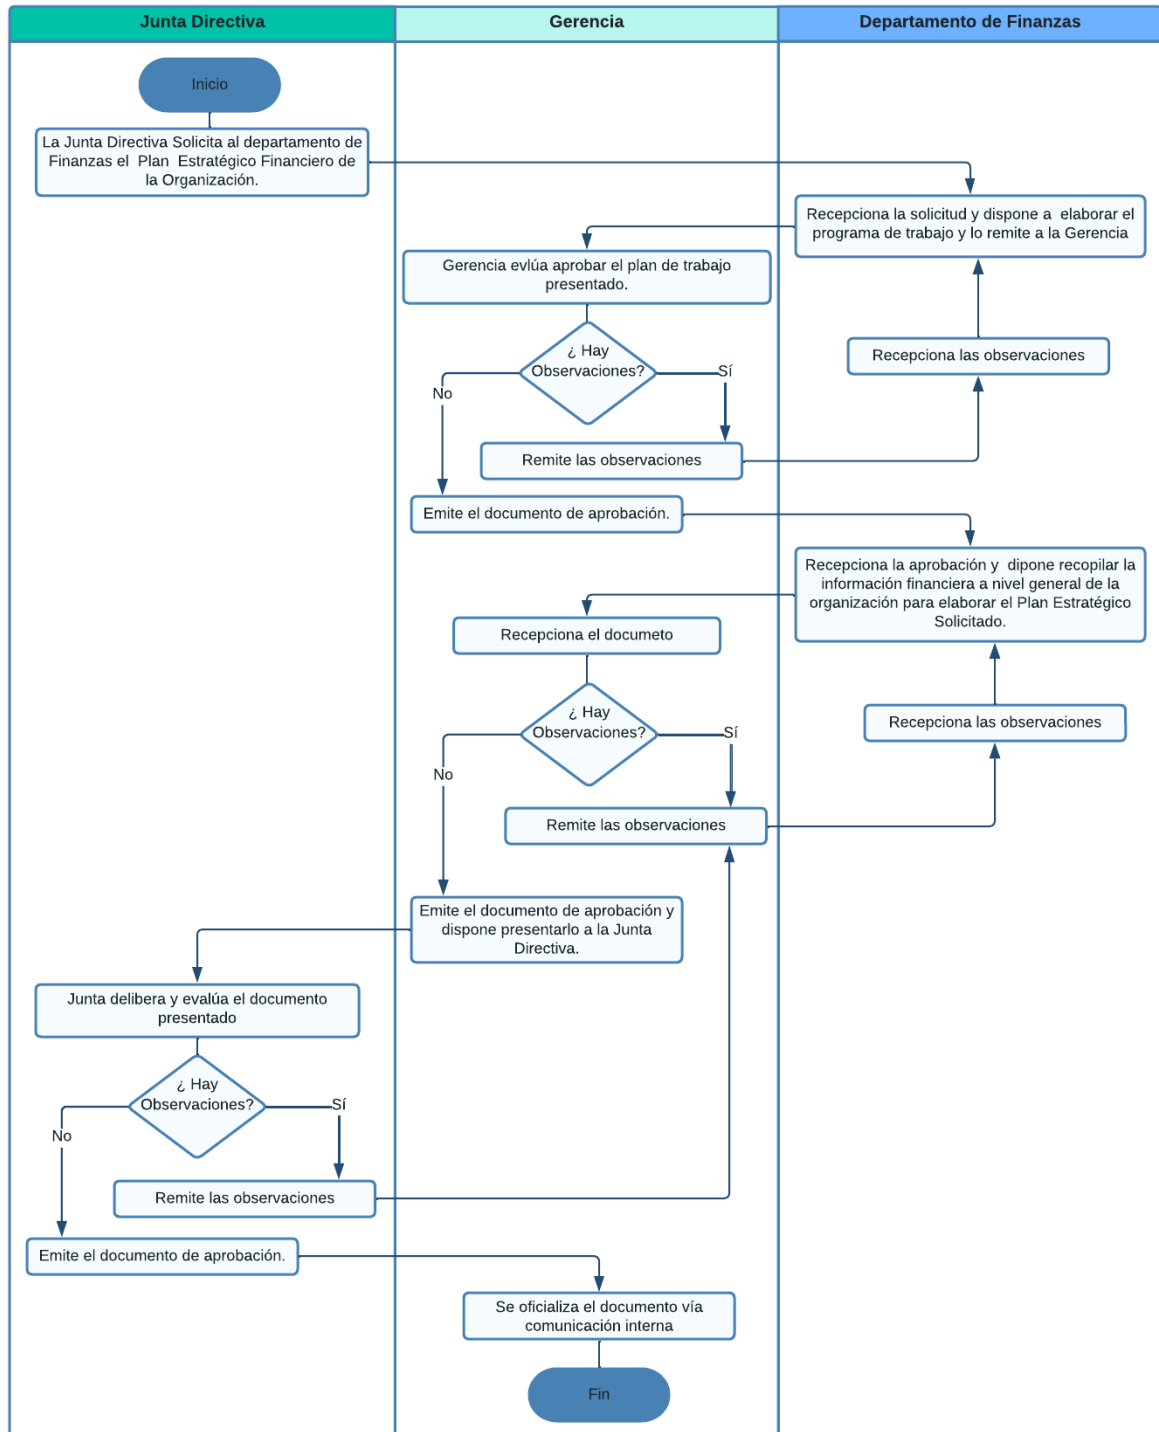 Junta Directiva
Gerencia
Departamento de Finanzas
Inicio
La Junta Directiva Solicita al departamento de
Finanzas el Plan Estratégico Financiero de
la Organización.
Recepciona la solicitud y dispone a elaborar el
programa de trabajo y lo remite a la Gerencia
Gerencia evlúa aprobar el plan de trabajo
presentado.
¿ Hay
Observaciones?
Sí
No
Recepciona las observaciones
Remite las observaciones
Emite el documento de aprobación.
Recepciona la aprobación y dipone recopilar la
información financiera a nivel general de la
organización para elaborar el Plan Estratégico
Solicitado.
Recepciona el documeto
¿ Hay
Observaciones?
Sí
No
Recepciona las observaciones
Remite las observaciones
Emite el documento de aprobación y
dispone presentarlo a la Junta
Directiva.
Junta delibera y evalúa el documento
presentado
¿ Hay
Observaciones?
Sí
No
Remite las observaciones
Emite el documento de aprobación.
Se oficializa el documento vía
comunicación interna
Fin